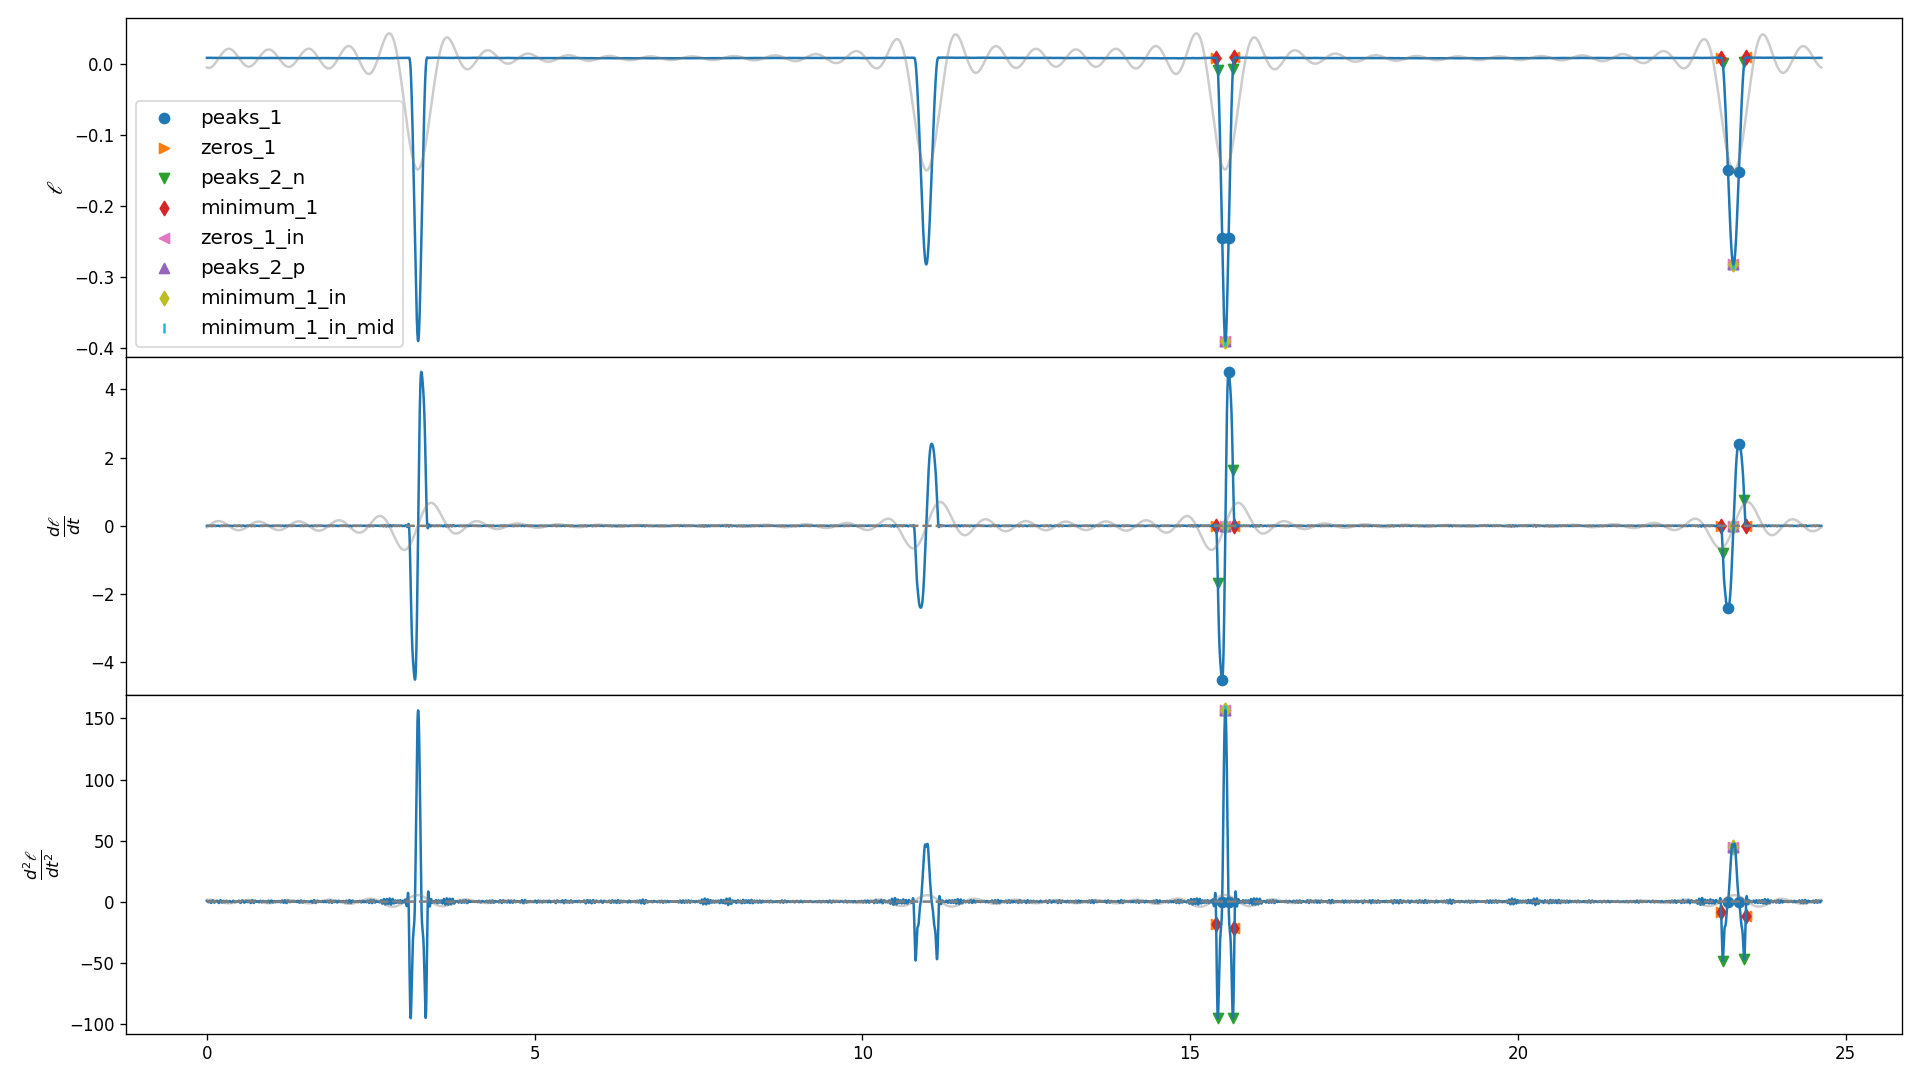 0.0
−0.1
−0.2
−0.3
−0.4
ℓ
peaks_1
zeros_1
peaks_2_n
minimum_1
zeros_1_in
peaks_2_p
minimum_1_in
minimum_1_in_mid
4
2
0
−2
−4
dℓ/dt
150
100
50
0
−50
−100
d²ℓ/dt²
0 5 10 15 20 25